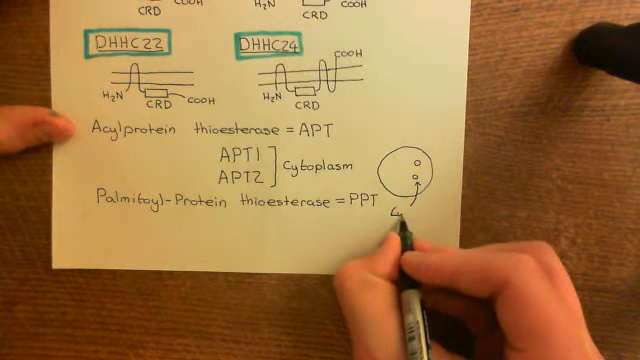 CRD
COOH
H₂N
CRD
COOH
DHHC22
DHHC24
COOH
H₂N
CRD
COOH
H₂N
CRD
Acylprotein thioesterase = APT
APT1
APT2
Cytoplasm
Palmitoyl-Protein thioesterase = PPT